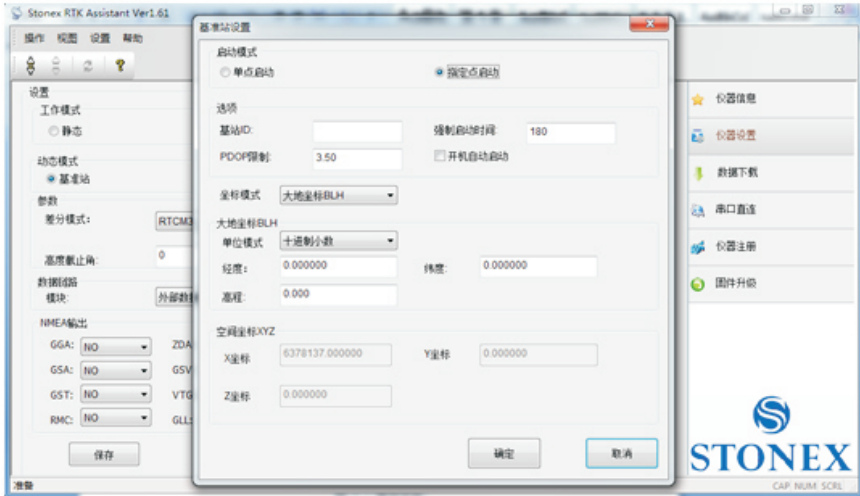 Stonex RTK Assistant Ver1.61
操作 视图 设置 帮助
设置
工作模式
静态
动态模式
基准站
参数
差分模式:
RTCM3
高度截止角:
0
数据链路
模块:
外部数据
NMEA输出
GGA: NO ZDA
GSA: NO GSV
GST: NO VTG
RMC: NO GLL:
保存
准备
基准站设置
启动模式
单点启动 指定点启动
选项
基站ID: 强制启动时间: 180
PDOP限制: 3.50 开机自动启动
坐标模式 大地坐标BLH
大地坐标BLH
单位模式 十进制小数
经度: 0.000000 纬度: 0.000000
高程: 0.000
空间坐标XYZ
X坐标 6378137.000000 Y坐标 0.000000
Z坐标 0.000000
确定 取消
仪器信息
仪器设置
数据下载
串口直连
仪器注册
固件升级
STONEX
CAP NUM SCRL